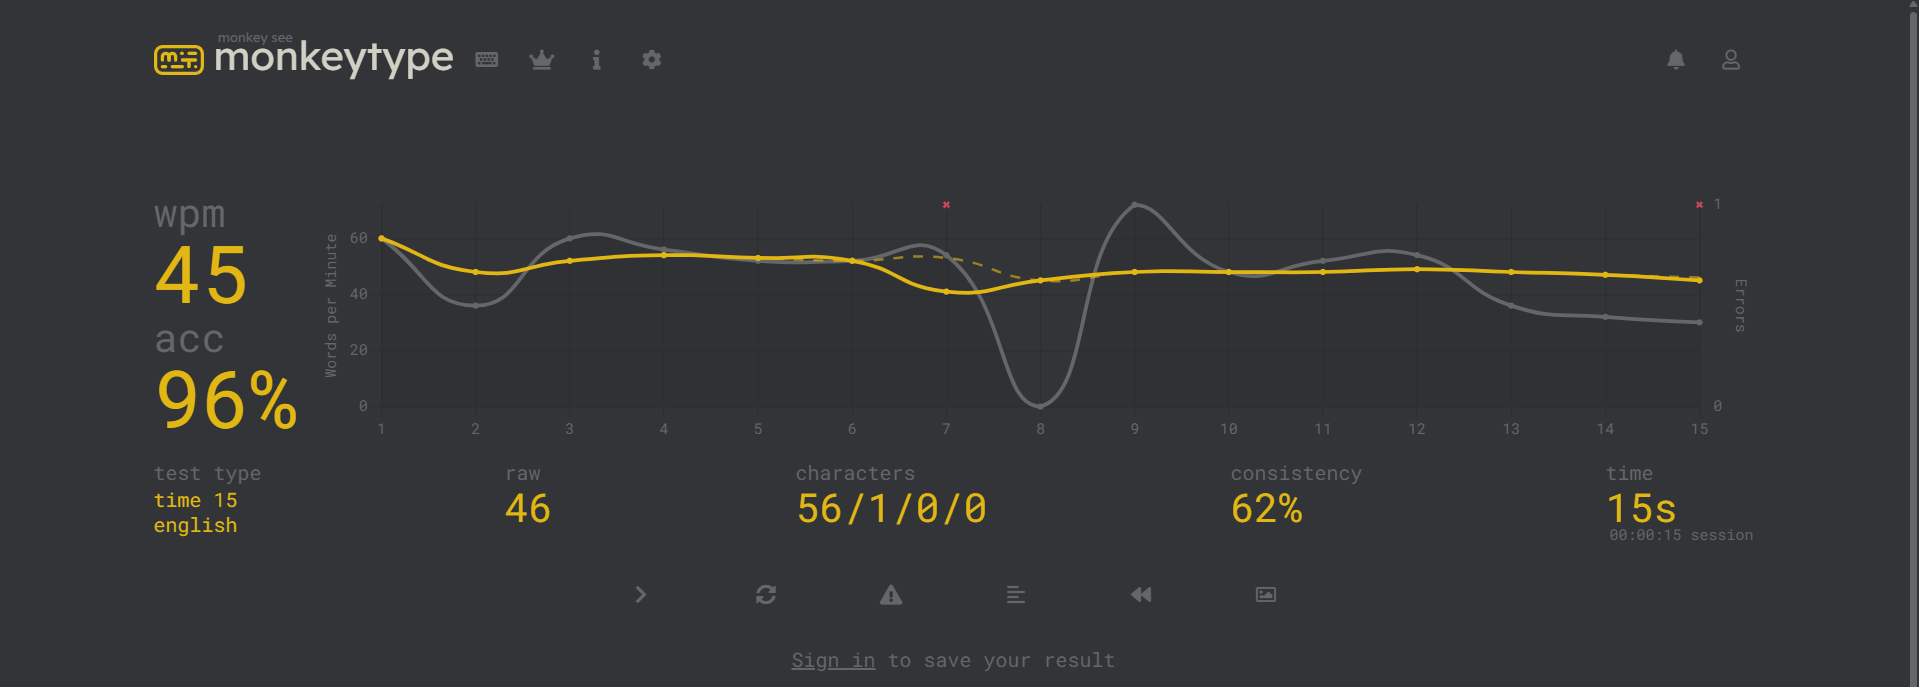 monkey see
monkeytype
wpm
45
acc
96%
Words per Minute
60
40
20
0
1 2 3 4 5 6 7 8 9 10 11 12 13 14 15
1
0
Errors
test type
time 15
english
raw
46
characters
56/1/0/0
consistency
62%
time
15s
00:00:15 session
Sign in to save your result